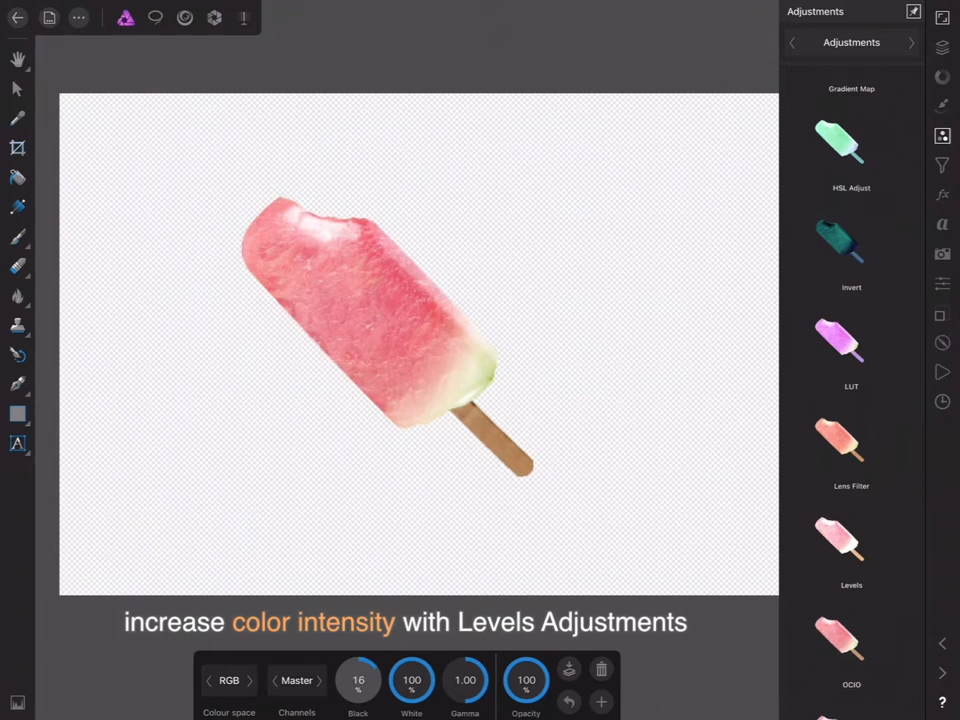 Adjustments
Adjustments
Gradient Map
HSL Adjust
Invert
LUT
Lens Filter
Levels
OCIO
increase color intensity with Levels Adjustments
RGB
Master
16
%
100
%
1.00
100
%
Colour space
Channels
Black
White
Gamma
Opacity
fx
a
A
?